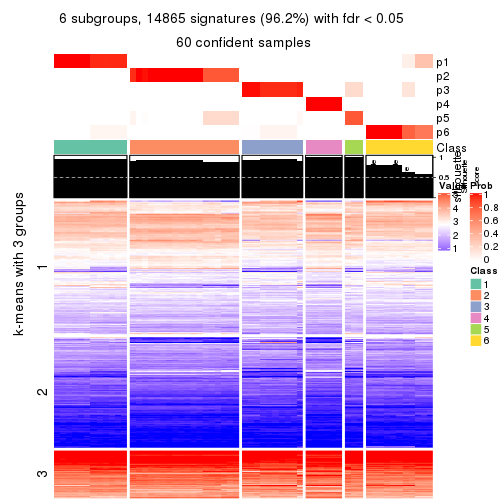 6 subgroups, 14865 signatures (96.2%) with fdr < 0.05
60 confident samples
p1
p2
p3
p4
p5
p6
Class
1
0.5
silhouette
score
k-means with 3 groups
1
2
3
Value
4
3
2
1
Prob
1
0.8
0.6
0.4
0.2
0
Class
1
2
3
4
5
6